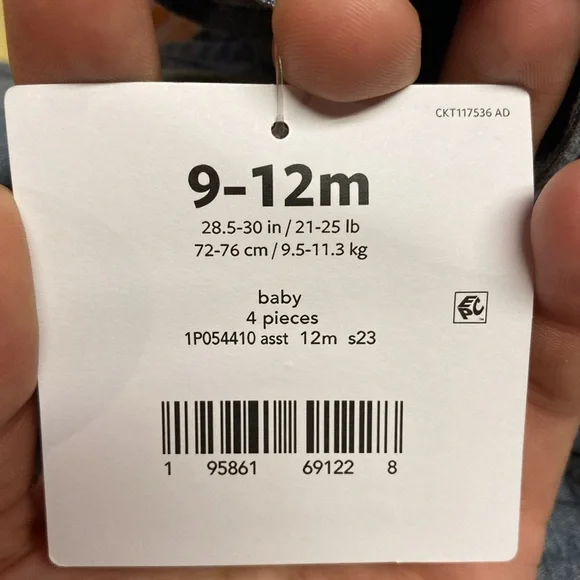 CKT117536 AD
9-12m
28.5-30 in / 21-25 lb
72-76 cm / 9.5-11.3 kg
baby
4 pieces
EPC
1P054410 asst 12m s23
1 95861 69122 8